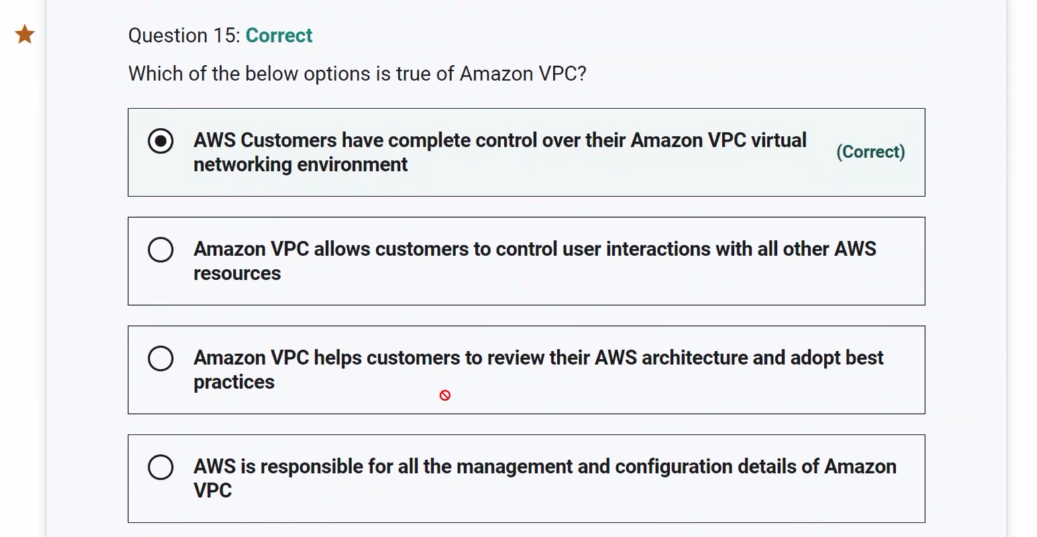 Question 15: Correct
Which of the below options is true of Amazon VPC?
AWS Customers have complete control over their Amazon VPC virtual
networking environment
(Correct)
Amazon VPC allows customers to control user interactions with all other AWS
resources
Amazon VPC helps customers to review their AWS architecture and adopt best
practices
AWS is responsible for all the management and configuration details of Amazon
VPC